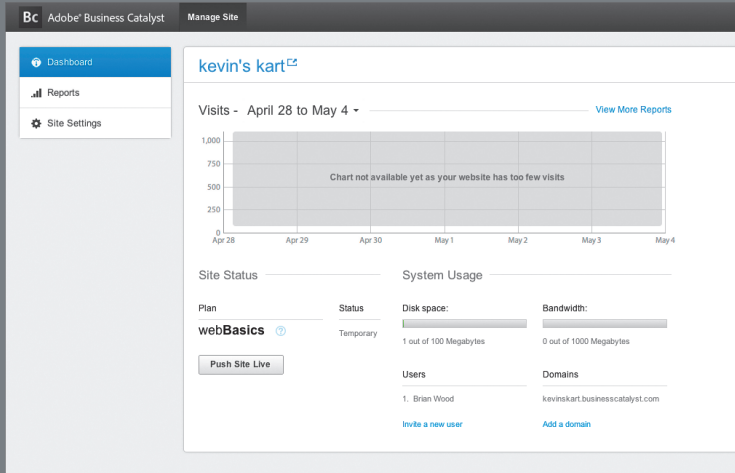 Bc Adobe® Business Catalyst Manage Site
Dashboard
Reports
Site Settings
kevin's kart
Visits - April 28 to May 4
View More Reports
1,000
750
500
250
0
Chart not available yet as your website has too few visits
Apr 28 Apr 29 Apr 30 May 1 May 2 May 3 May 4
Site Status
Plan Status
webBasics ? Temporary
Push Site Live
System Usage
Disk space: Bandwidth:
1 out of 100 Megabytes 0 out of 1000 Megabytes
Users Domains
1. Brian Wood kevinskart.businesscatalyst.com
Invite a new user Add a domain